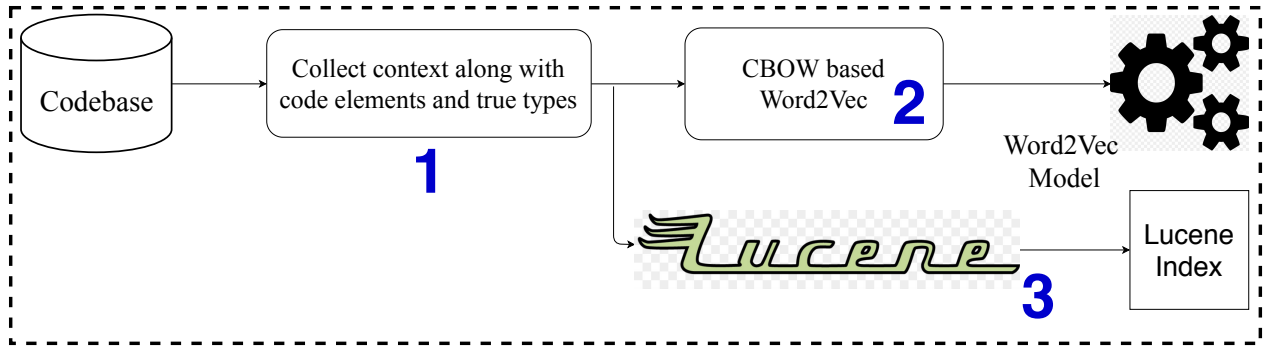 Codebase
Collect context along with
code elements and true types
1
CBOW based
Word2Vec
2
Word2Vec
Model
Lucene
3
Lucene
Index